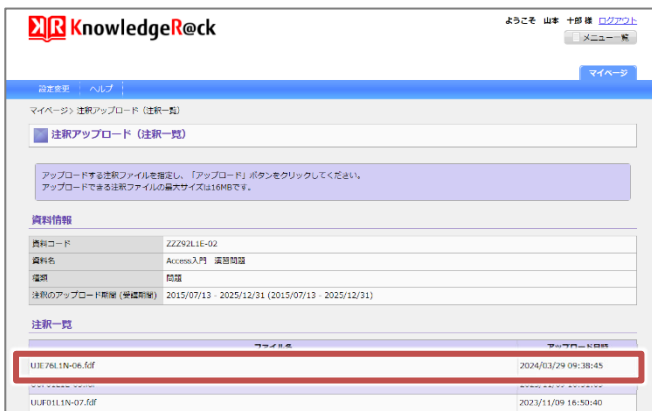 KR KnowledgeR@ck
ようこそ 山本 十郎 様 ログアウト
メニュー一覧
マイページ
設定変更 ヘルプ
マイページ> 注釈アップロード (注釈一覧)
注釈アップロード (注釈一覧)
アップロードする注釈ファイルを指定し、「アップロード」ボタンをクリックしてください。
アップロードできる注釈ファイルの最大サイズは16MBです。
資料情報
資料コード ZZZ92L1E-02
資料名 Access入門 演習問題
種類 問題
注釈のアップロード期間 (受講期間) 2015/07/13 - 2025/12/31 (2015/07/13 - 2025/12/31)
注釈一覧
ファイル名 アップロード日時
UJE76L1N-06.fdf 2024/03/29 09:38:45
UUF01L1N-07.fdf 2023/11/09 16:50:40